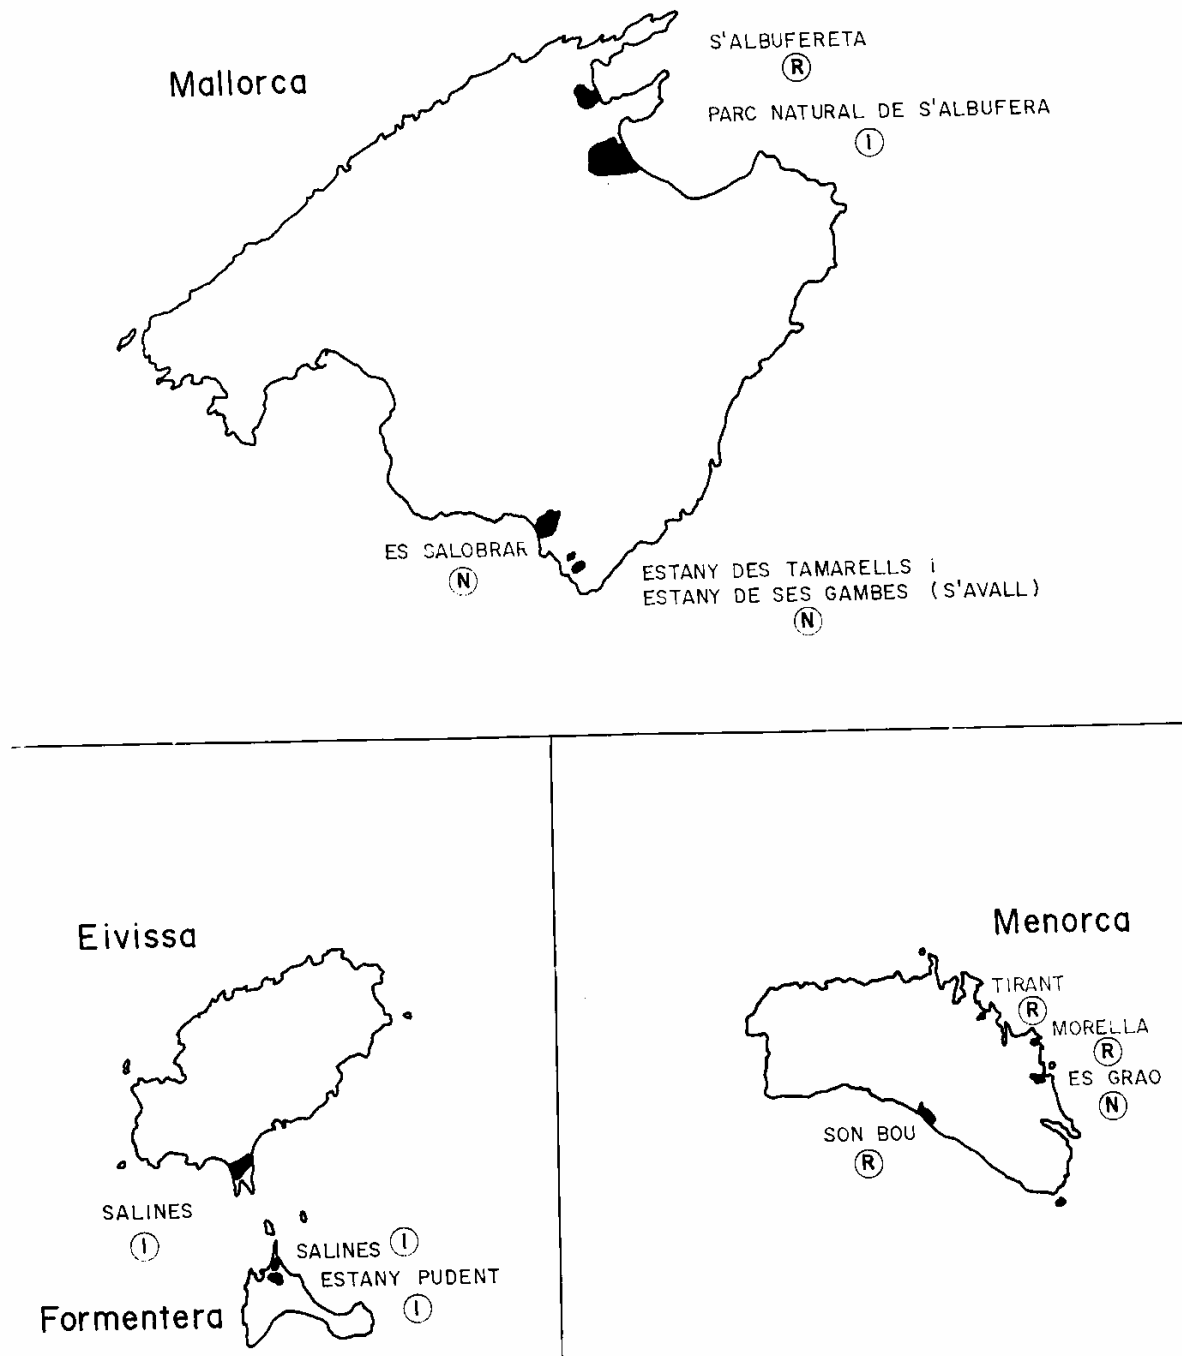 Mallorca
S'ALBUFERETA
R
PARC NATURAL DE S'ALBUFERA
I
ES SALOBRAR
N
ESTANY DES TAMARELLS i
ESTANY DE SES GAMBES (S'AVALL)
N
Eivissa
SALINES
I
SALINES I
ESTANY PUDENT
I
Formentera
Menorca
TIRANT
R
MORELLA
R
ES GRAO
N
SON BOU
R